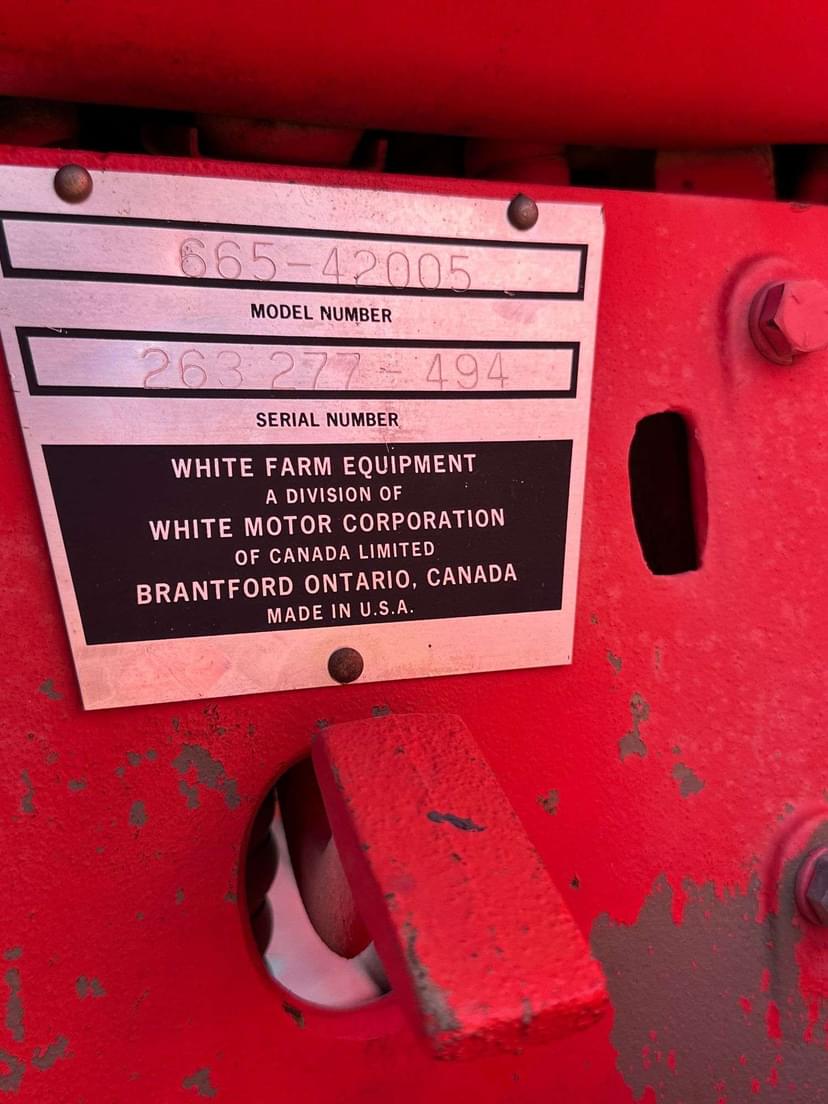 665-42005
MODEL NUMBER
263 277-494
SERIAL NUMBER
WHITE FARM EQUIPMENT
A DIVISION OF
WHITE MOTOR CORPORATION
OF CANADA LIMITED
BRANTFORD ONTARIO, CANADA
MADE IN U.S.A.